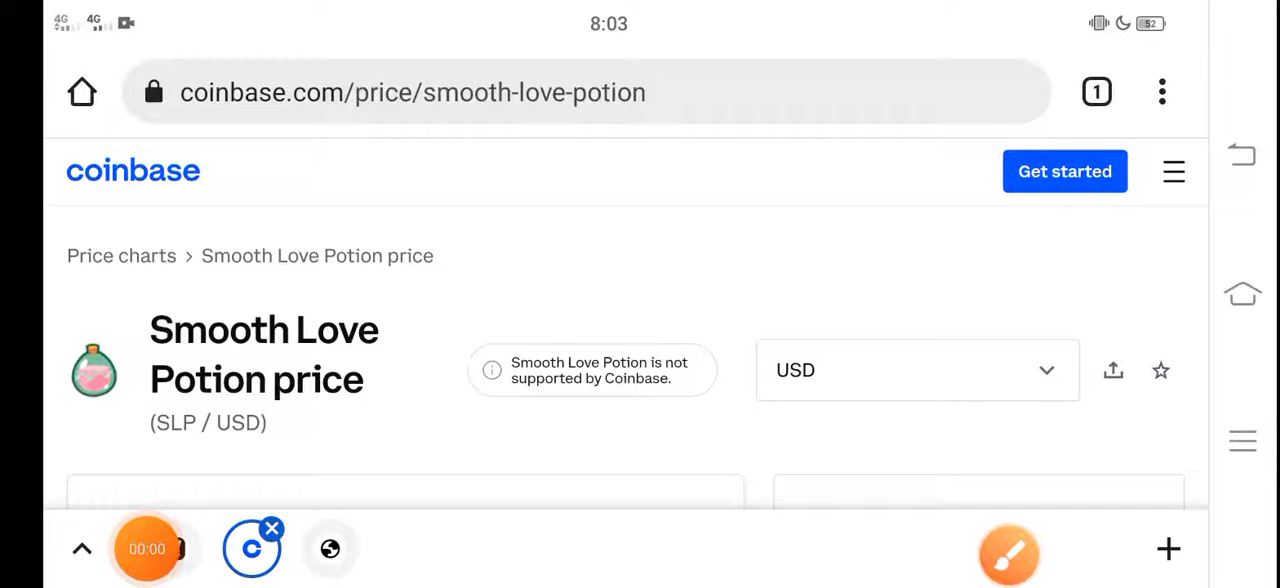 4G 4G 8:03 52
coinbase.com/price/smooth-love-potion 1
coinbase Get started
Price charts > Smooth Love Potion price
Smooth Love
Potion price
(SLP / USD)
Smooth Love Potion is not
supported by Coinbase.
USD
00:00